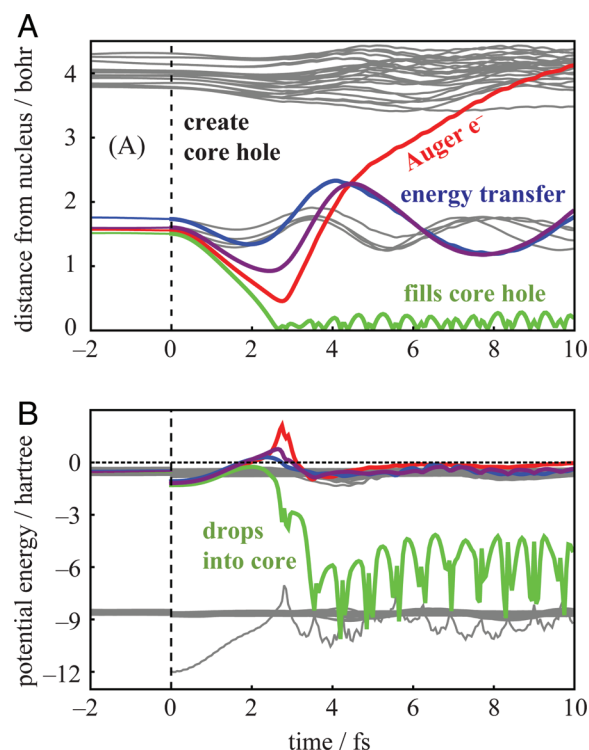 A
distance from nucleus / bohr
4
3
2
1
0
(A)
create
core hole
Auger e⁻
energy transfer
fills core hole
−2
0
2
4
6
8
10
B
potential energy / hartree
0
−3
−6
−9
−12
drops
into core
−2
0
2
4
6
8
10
time / fs